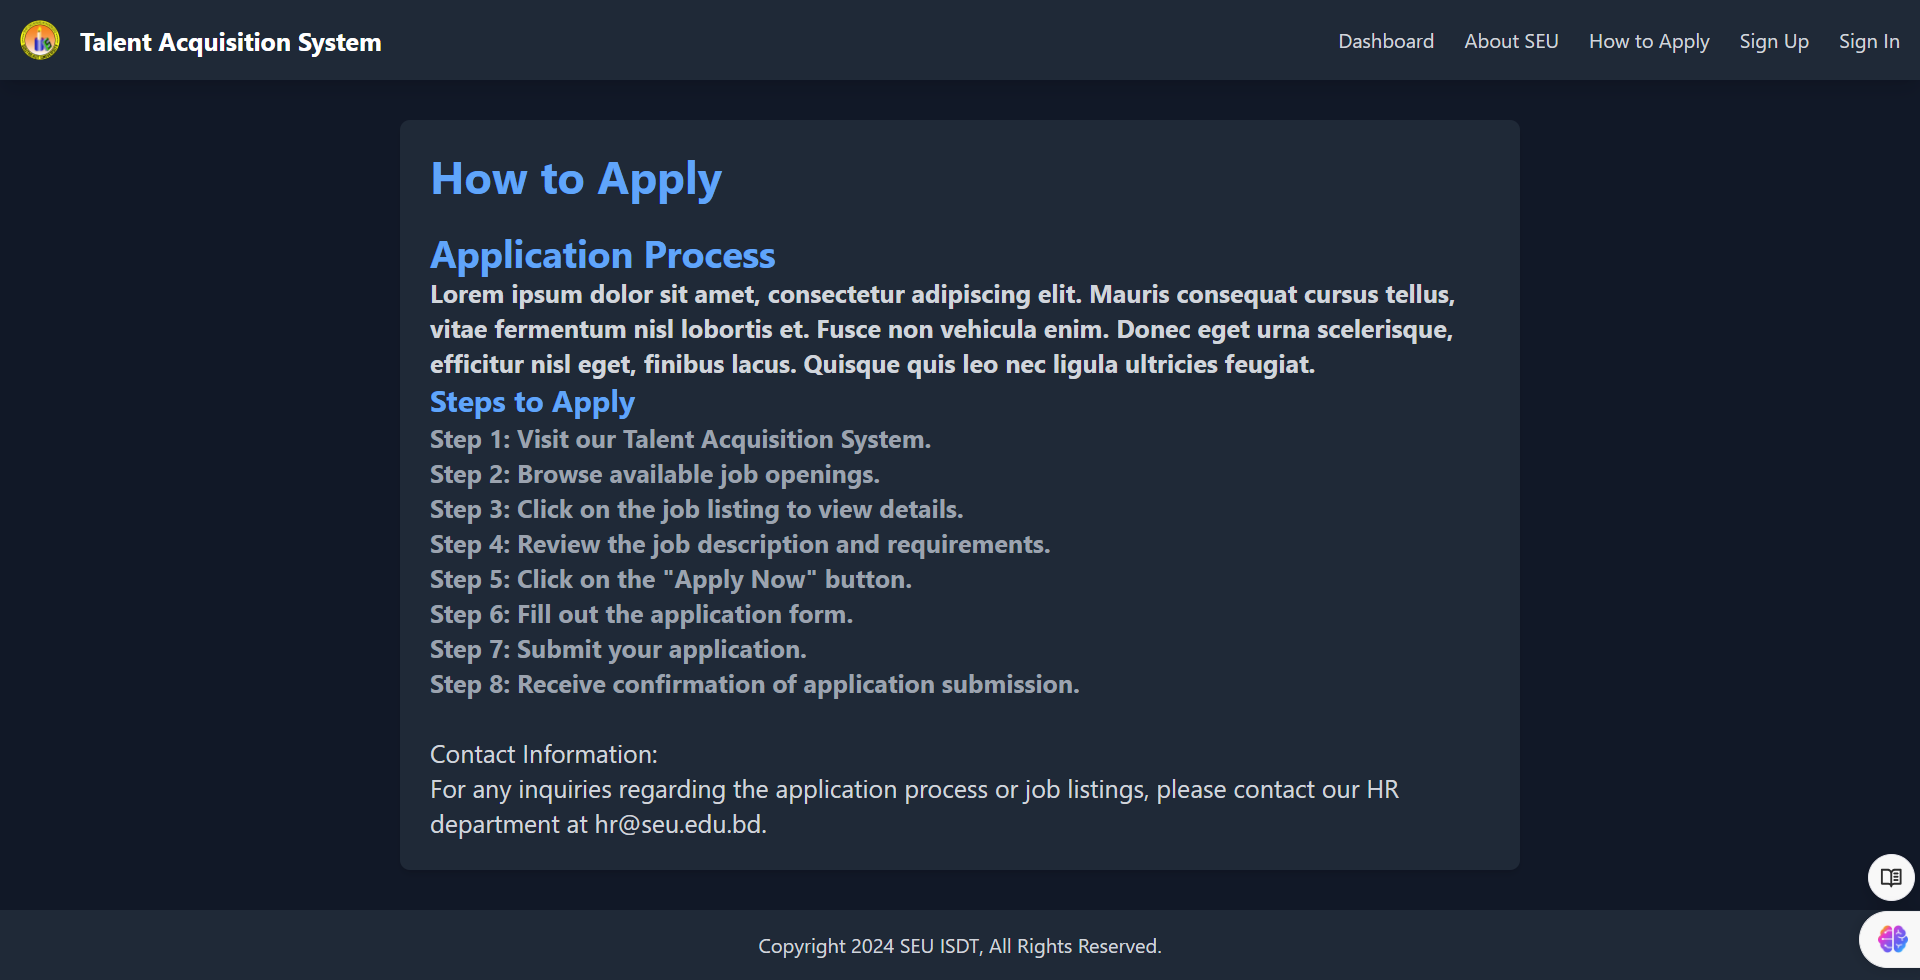 Talent Acquisition System
Dashboard
About SEU
How to Apply
Sign Up
Sign In
How to Apply
Application Process
Lorem ipsum dolor sit amet, consectetur adipiscing elit. Mauris consequat cursus tellus,
vitae fermentum nisl lobortis et. Fusce non vehicula enim. Donec eget urna scelerisque,
efficitur nisl eget, finibus lacus. Quisque quis leo nec ligula ultricies feugiat.
Steps to Apply
Step 1: Visit our Talent Acquisition System.
Step 2: Browse available job openings.
Step 3: Click on the job listing to view details.
Step 4: Review the job description and requirements.
Step 5: Click on the "Apply Now" button.
Step 6: Fill out the application form.
Step 7: Submit your application.
Step 8: Receive confirmation of application submission.
Contact Information:
For any inquiries regarding the application process or job listings, please contact our HR
department at hr@seu.edu.bd.
Copyright 2024 SEU ISDT, All Rights Reserved.